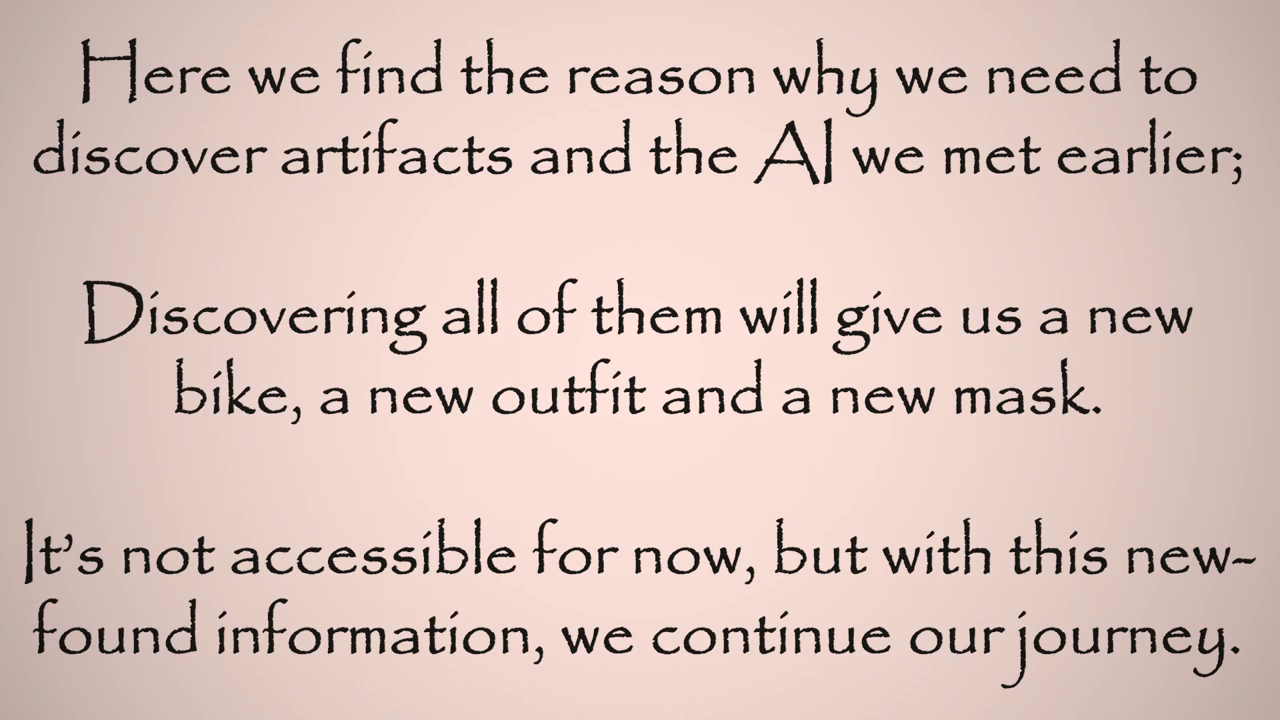 Here we find the reason why we need to
discover artifacts and the AI we met earlier;
Discovering all of them will give us a new
bike, a new outfit and a new mask.
It's not accessible for now, but with this new-
found information, we continue our journey.